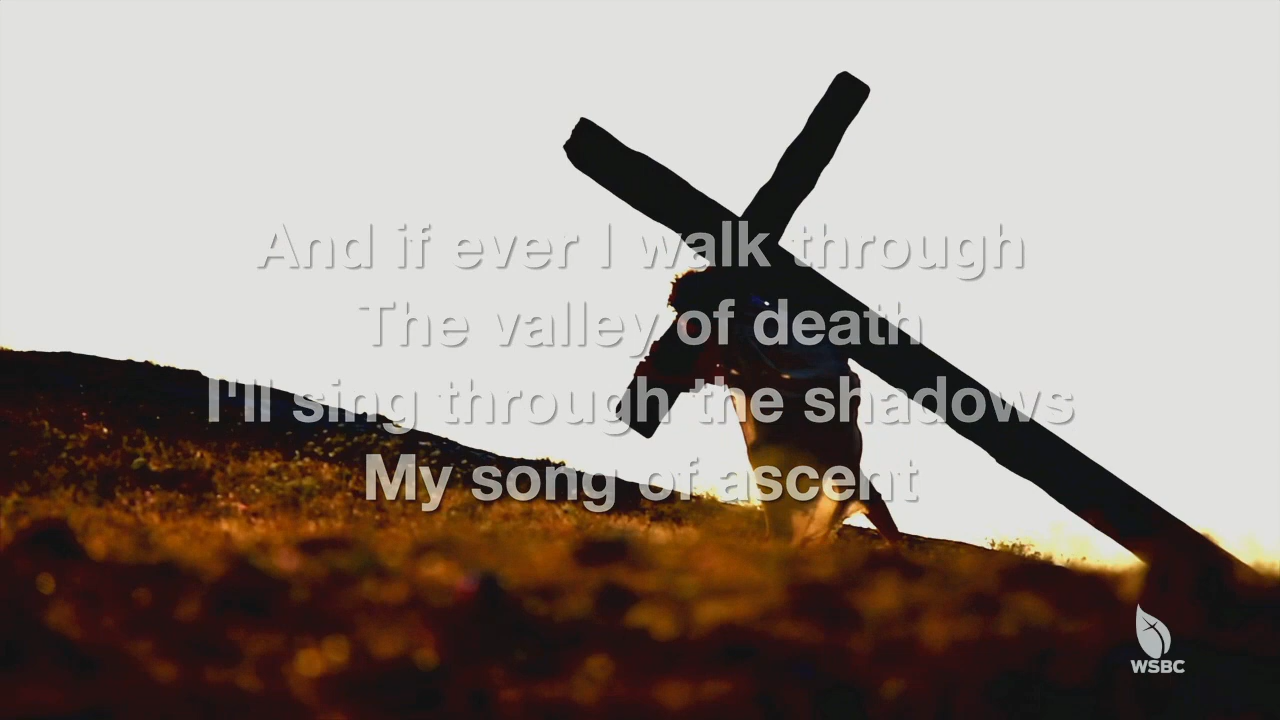 And if ever I walk through
The valley of death
I'll sing through the shadows
My song of ascent
WSBC